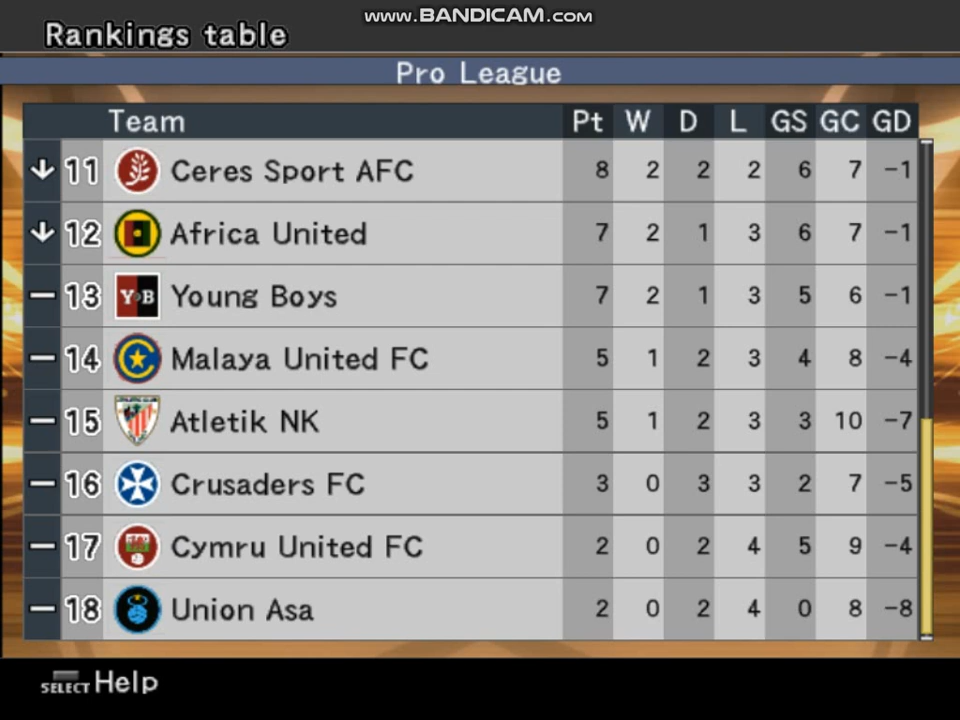 www.BANDICAM.com
Rankings table
Pro League
Team Pt W D L GS GC GD
11 Ceres Sport AFC 8 2 2 2 6 7 -1
12 Africa United 7 2 1 3 6 7 -1
13 YB Young Boys 7 2 1 3 5 6 -1
14 Malaya United FC 5 1 2 3 4 8 -4
15 Atletik NK 5 1 2 3 3 10 -7
16 Crusaders FC 3 0 3 3 2 7 -5
17 Cymru United FC 2 0 2 4 5 9 -4
18 Union Asa 2 0 2 4 0 8 -8
SELECT Help